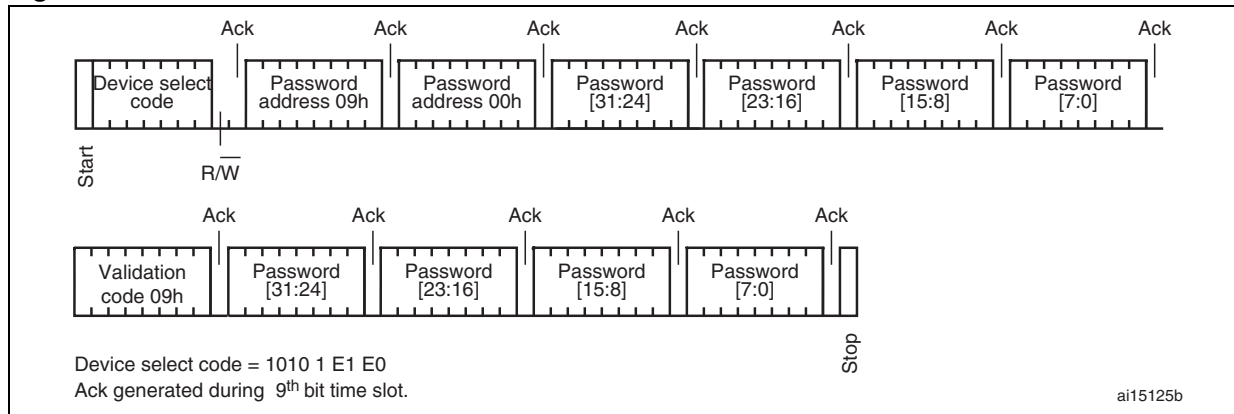 Ack Ack Ack Ack Ack Ack Ack
Device select code
Password address 09h
Password address 00h
Password [31:24]
Password [23:16]
Password [15:8]
Password [7:0]
Start
R/W̅
Ack Ack Ack Ack Ack
Validation code 09h
Password [31:24]
Password [23:16]
Password [15:8]
Password [7:0]
Stop
Device select code = 1010 1 E1 E0
Ack generated during 9th bit time slot.
ai15125b